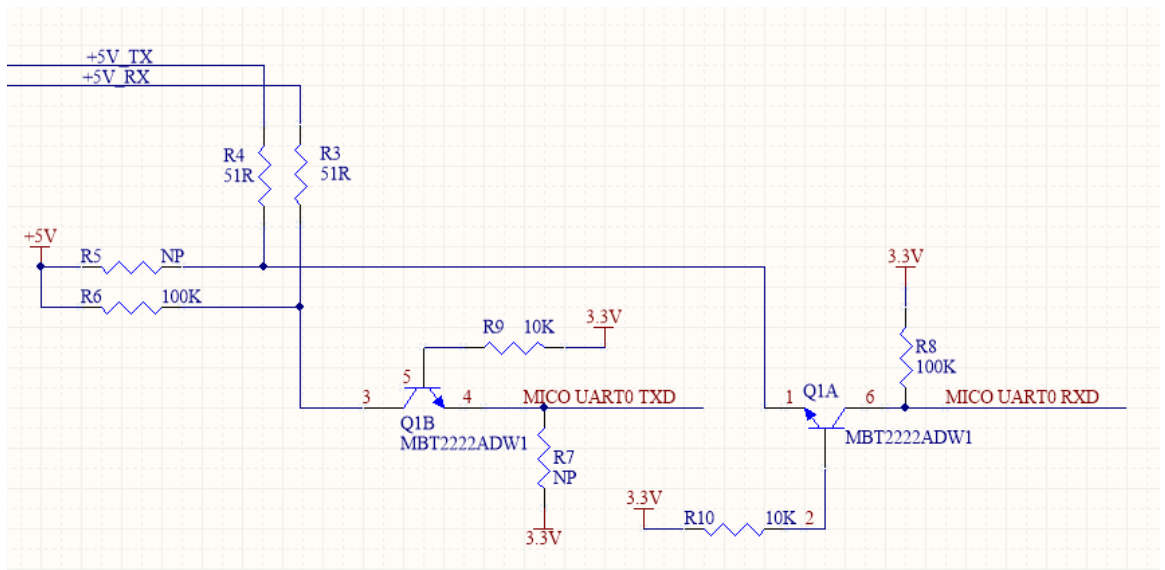 +5V_TX
+5V_RX
R4
51R
R3
51R
+5V
R5 NP
R6 100K
3.3V
R9 10K
3.3V
R8
100K
5
3
4
MICO UART0 TXD
Q1B
MBT2222ADW1
R7
NP
3.3V
1
Q1A
6
MICO UART0 RXD
MBT2222ADW1
3.3V
R10 10K 2